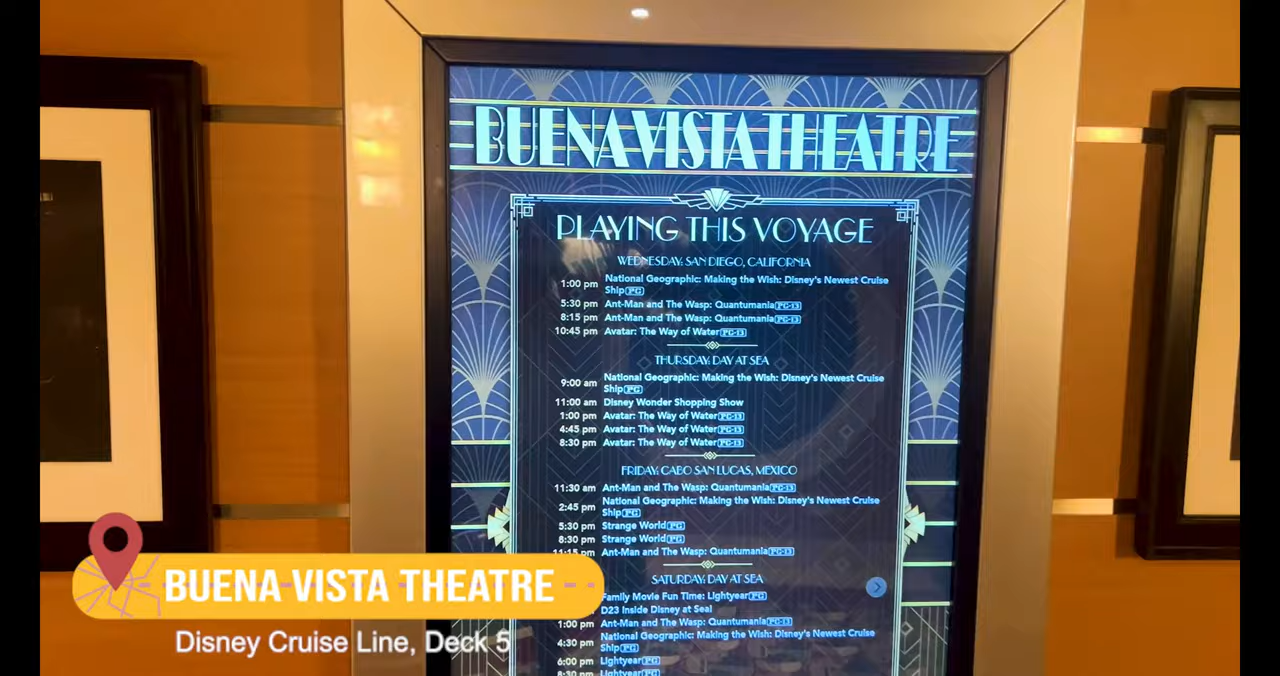 BUENA VISTA THEATRE
PLAYING THIS VOYAGE
WEDNESDAY: SAN DIEGO, CALIFORNIA
1:00 pm National Geographic: Making the Wish: Disney's Newest Cruise
Ship PG
5:30 pm Ant-Man and The Wasp: Quantumania PG-13
8:15 pm Ant-Man and The Wasp: Quantumania PG-13
10:45 pm Avatar: The Way of Water PG-13
THURSDAY: DAY AT SEA
9:00 am National Geographic: Making the Wish: Disney's Newest Cruise
Ship PG
11:00 am Disney Wonder Shopping Show
1:00 pm Avatar: The Way of Water PG-13
4:45 pm Avatar: The Way of Water PG-13
8:30 pm Avatar: The Way of Water PG-13
FRIDAY: CABO SAN LUCAS, MEXICO
11:30 am Ant-Man and The Wasp: Quantumania PG-13
2:45 pm National Geographic: Making the Wish: Disney's Newest Cruise
Ship PG
5:30 pm Strange World PG
8:30 pm Strange World PG
11:15 pm Ant-Man and The Wasp: Quantumania PG-13
SATURDAY: DAY AT SEA
Family Movie Fun Time: Lightyear PG
D23 Inside Disney at Sea!
1:00 pm Ant-Man and The Wasp: Quantumania PG-13
4:30 pm National Geographic: Making the Wish: Disney's Newest Cruise
Ship PG
6:00 pm Lightyear PG
8:30 pm Lightyear PG
BUENA VISTA THEATRE
Disney Cruise Line, Deck 5